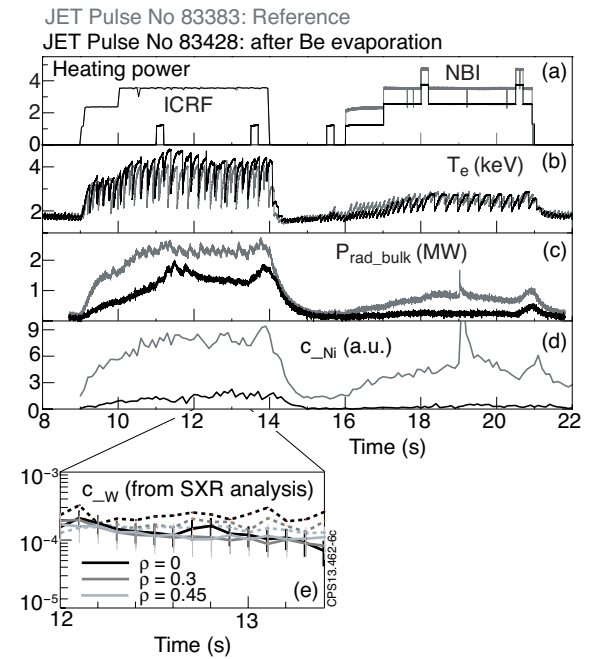 JET Pulse No 83383: Reference
JET Pulse No 83428: after Be evaporation
Heating power
NBI
(a)
ICRF
4
2
0
T_e (keV)
(b)
4
2
P_rad_bulk (MW)
(c)
2
1
0
c_Ni (a.u.)
(d)
9
6
3
0
8 10 12 14 16 18 20 22
Time (s)
10^-3
c_W (from SXR analysis)
10^-4
ρ = 0
ρ = 0.3
ρ = 0.45
(e)
10^-5
CPS13.462-6c
12 13
Time (s)